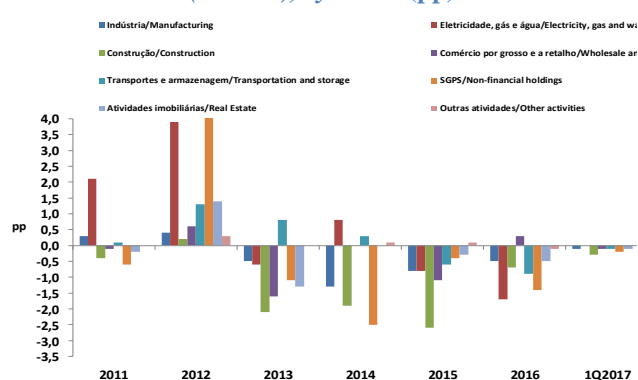 Indústria/Manufacturing
Eletricidade, gás e água/Electricity, gas and
Construção/Construction
Comércio por grosso e a retalho/Wholesale
Transportes e armazenagem/Transportation and storage
SGPS/Non-financial holdings
Atividades imobiliárias/Real Estate
Outras atividades/Other activities
4,0
3,5
3,0
2,5
2,0
1,5
1,0
0,5
0,0
-0,5
-1,0
-1,5
-2,0
-2,5
-3,0
-3,5
pp
2011 2012 2013 2014 2015 2016 1Q2017